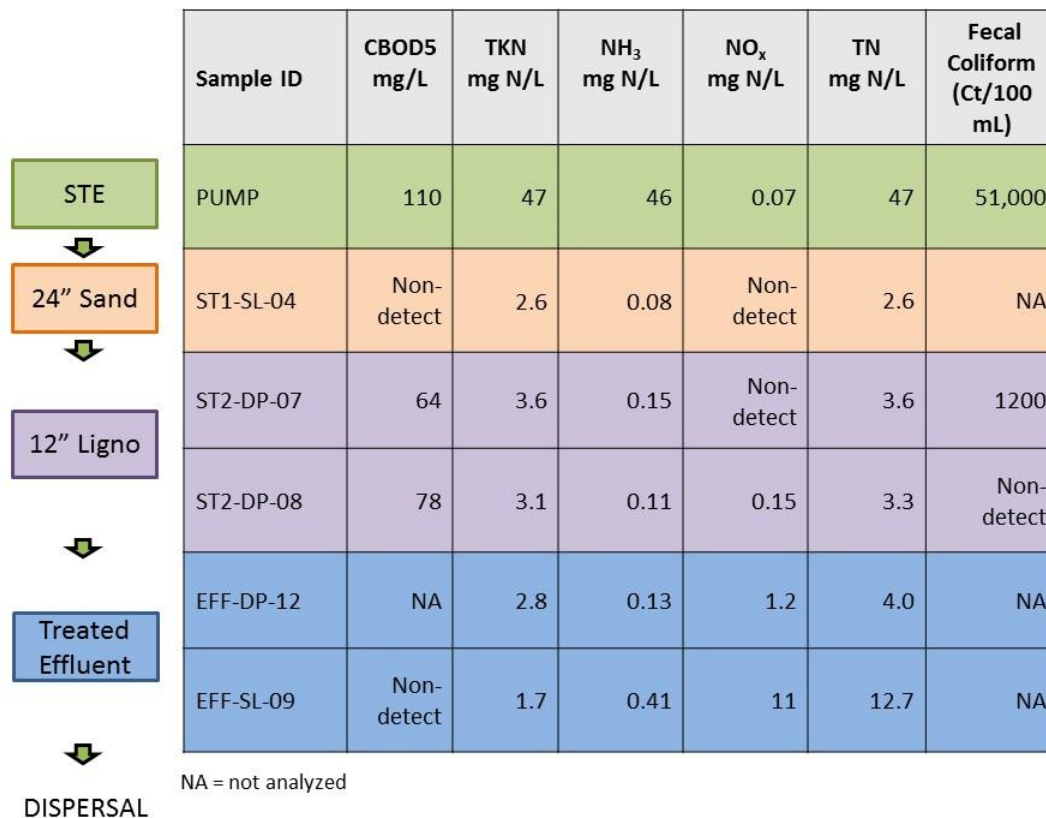 Sample ID
CBOD5
mg/L
TKN
mg N/L
NH₃
mg N/L
NOₓ
mg N/L
TN
mg N/L
Fecal
Coliform
(Ct/100
mL)
STE
PUMP
110
47
46
0.07
47
51,000
24” Sand
ST1-SL-04
Non-
detect
2.6
0.08
Non-
detect
2.6
NA
12” Ligno
ST2-DP-07
64
3.6
0.15
Non-
detect
3.6
1200
ST2-DP-08
78
3.1
0.11
0.15
3.3
Non-
detect
Treated
Effluent
EFF-DP-12
NA
2.8
0.13
1.2
4.0
NA
EFF-SL-09
Non-
detect
1.7
0.41
11
12.7
NA
NA = not analyzed
DISPERSAL